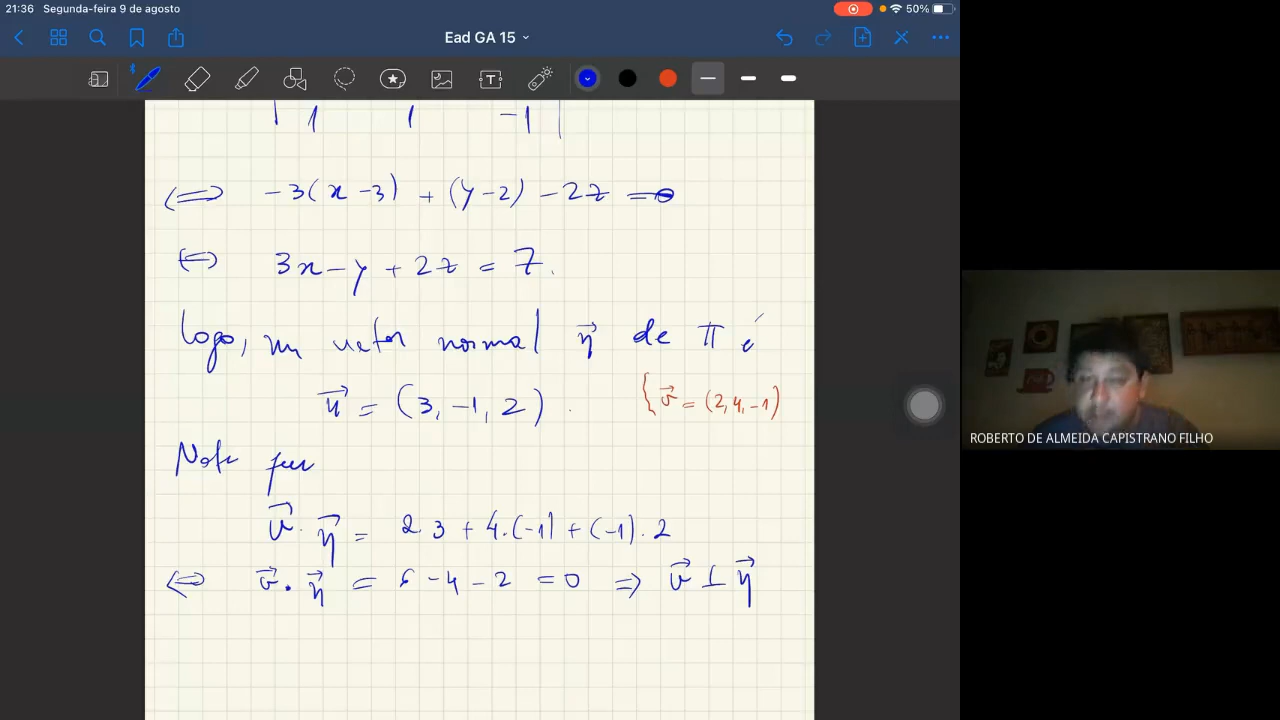 21:36 Segunda-feira 9 de agosto
50%
Ead GA 15
1 1 -1
⟺ -3(x-3) + (y-2) - 2z = 0
⟺ 3x - y + 2z = 7.
Logo, um vetor normal η⃗ de π é
η⃗ = (3, -1, 2). { v⃗ = (2, 4, -1)
Note que
v⃗ · η⃗ = 2·3 + 4·(-1) + (-1)·2
⟺ v⃗ · η⃗ = 6 - 4 - 2 = 0 ⟹ v⃗ ⊥ η⃗
ROBERTO DE ALMEIDA CAPISTRANO FILHO